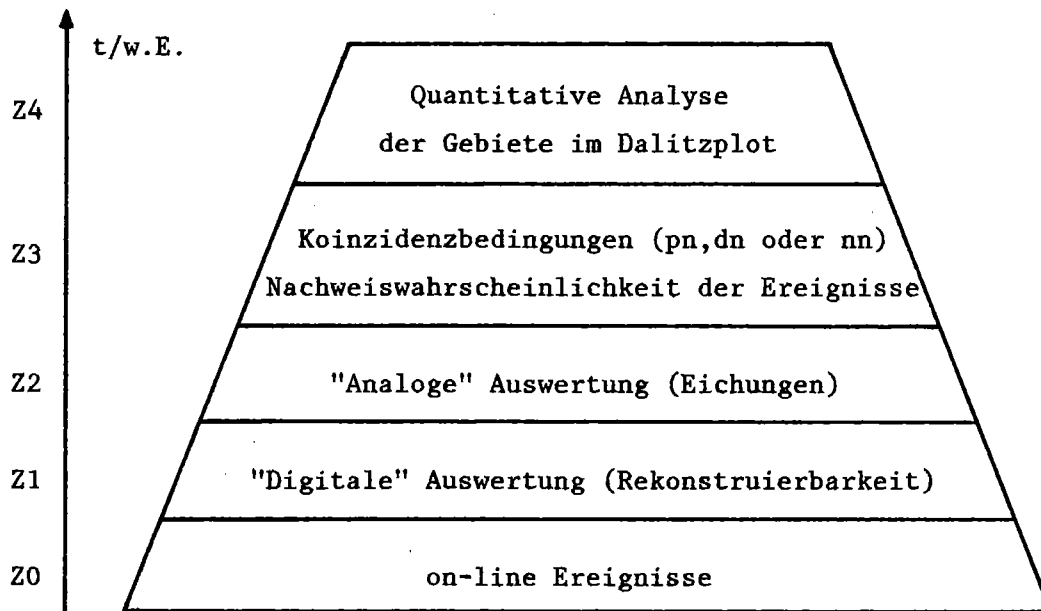 t/w.E.
Z4
Quantitative Analyse
der Gebiete im Dalitzplot
Z3
Koinzidenzbedingungen (pn,dn oder nn)
Nachweiswahrscheinlichkeit der Ereignisse
Z2
"Analoge" Auswertung (Eichungen)
Z1
"Digitale" Auswertung (Rekonstruierbarkeit)
Z0
on-line Ereignisse